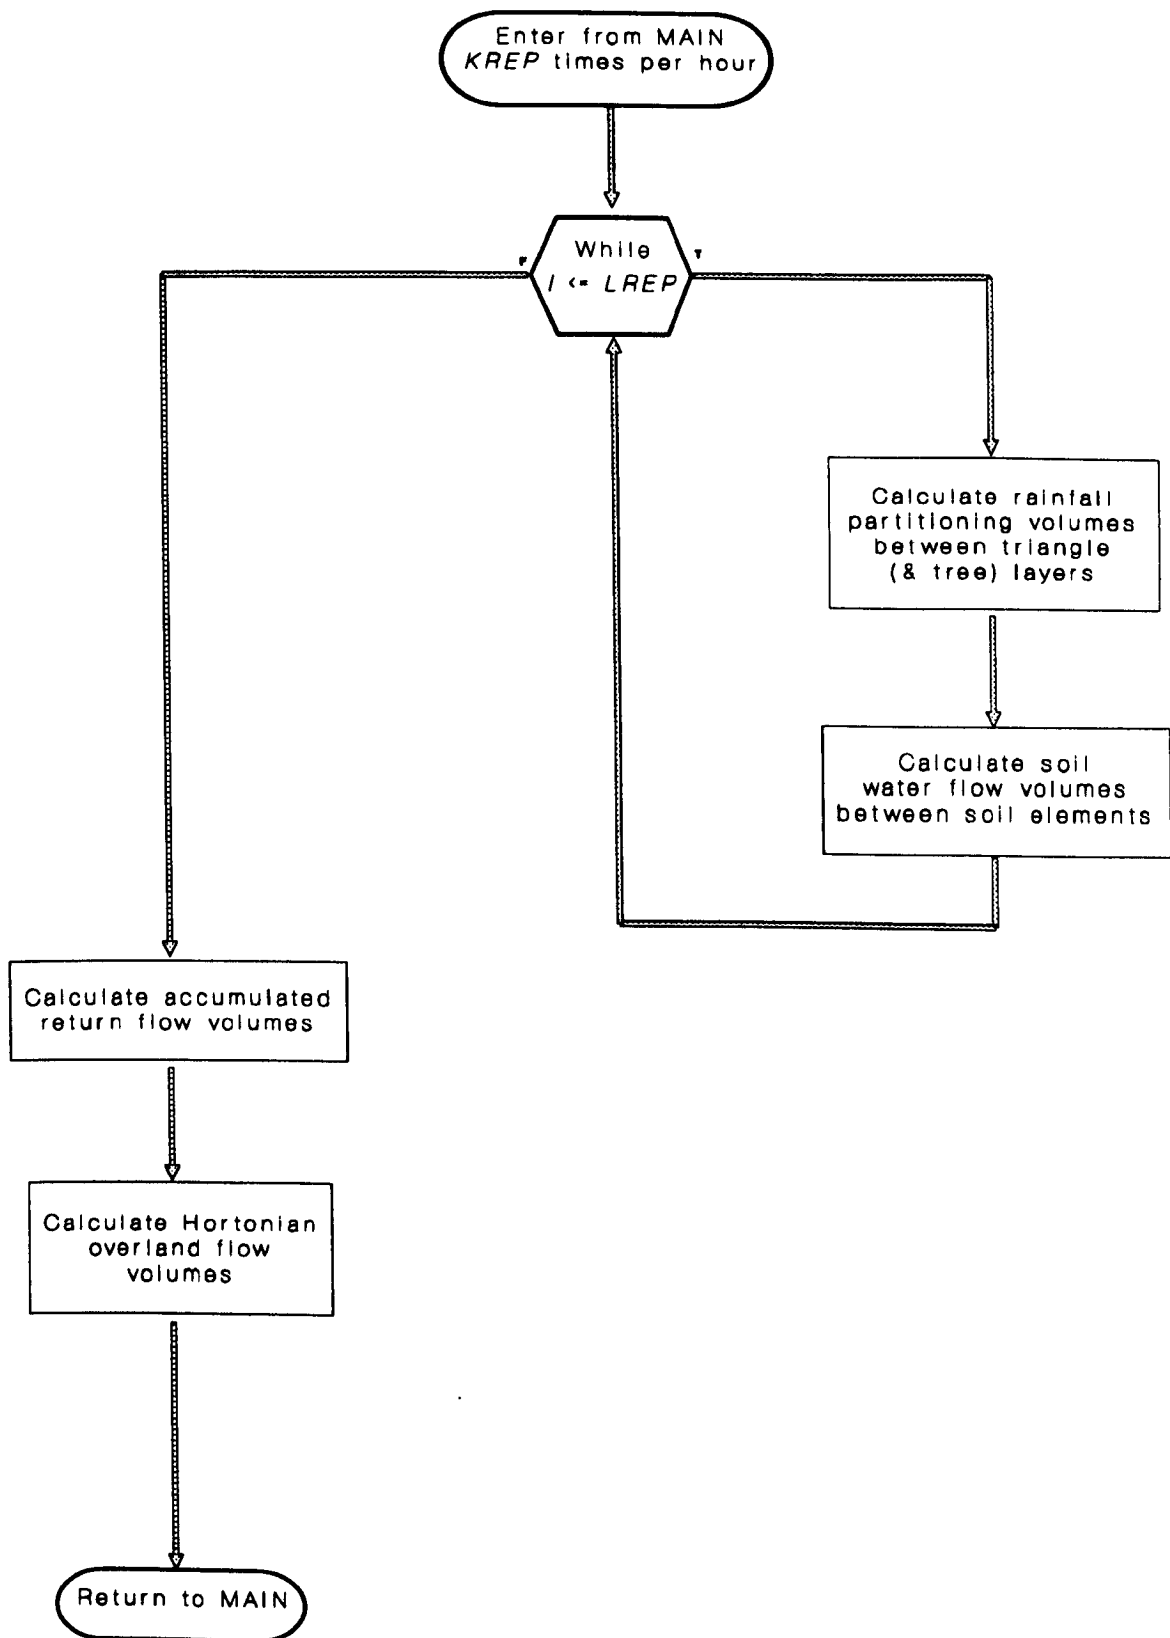 Enter from MAIN
KREP times per hour
While
I <= LREP
F
T
Calculate rainfall
partitioning volumes
between triangle
(& tree) layers
Calculate soil
water flow volumes
between soil elements
Calculate accumulated
return flow volumes
Calculate Hortonian
overland flow
volumes
Return to MAIN